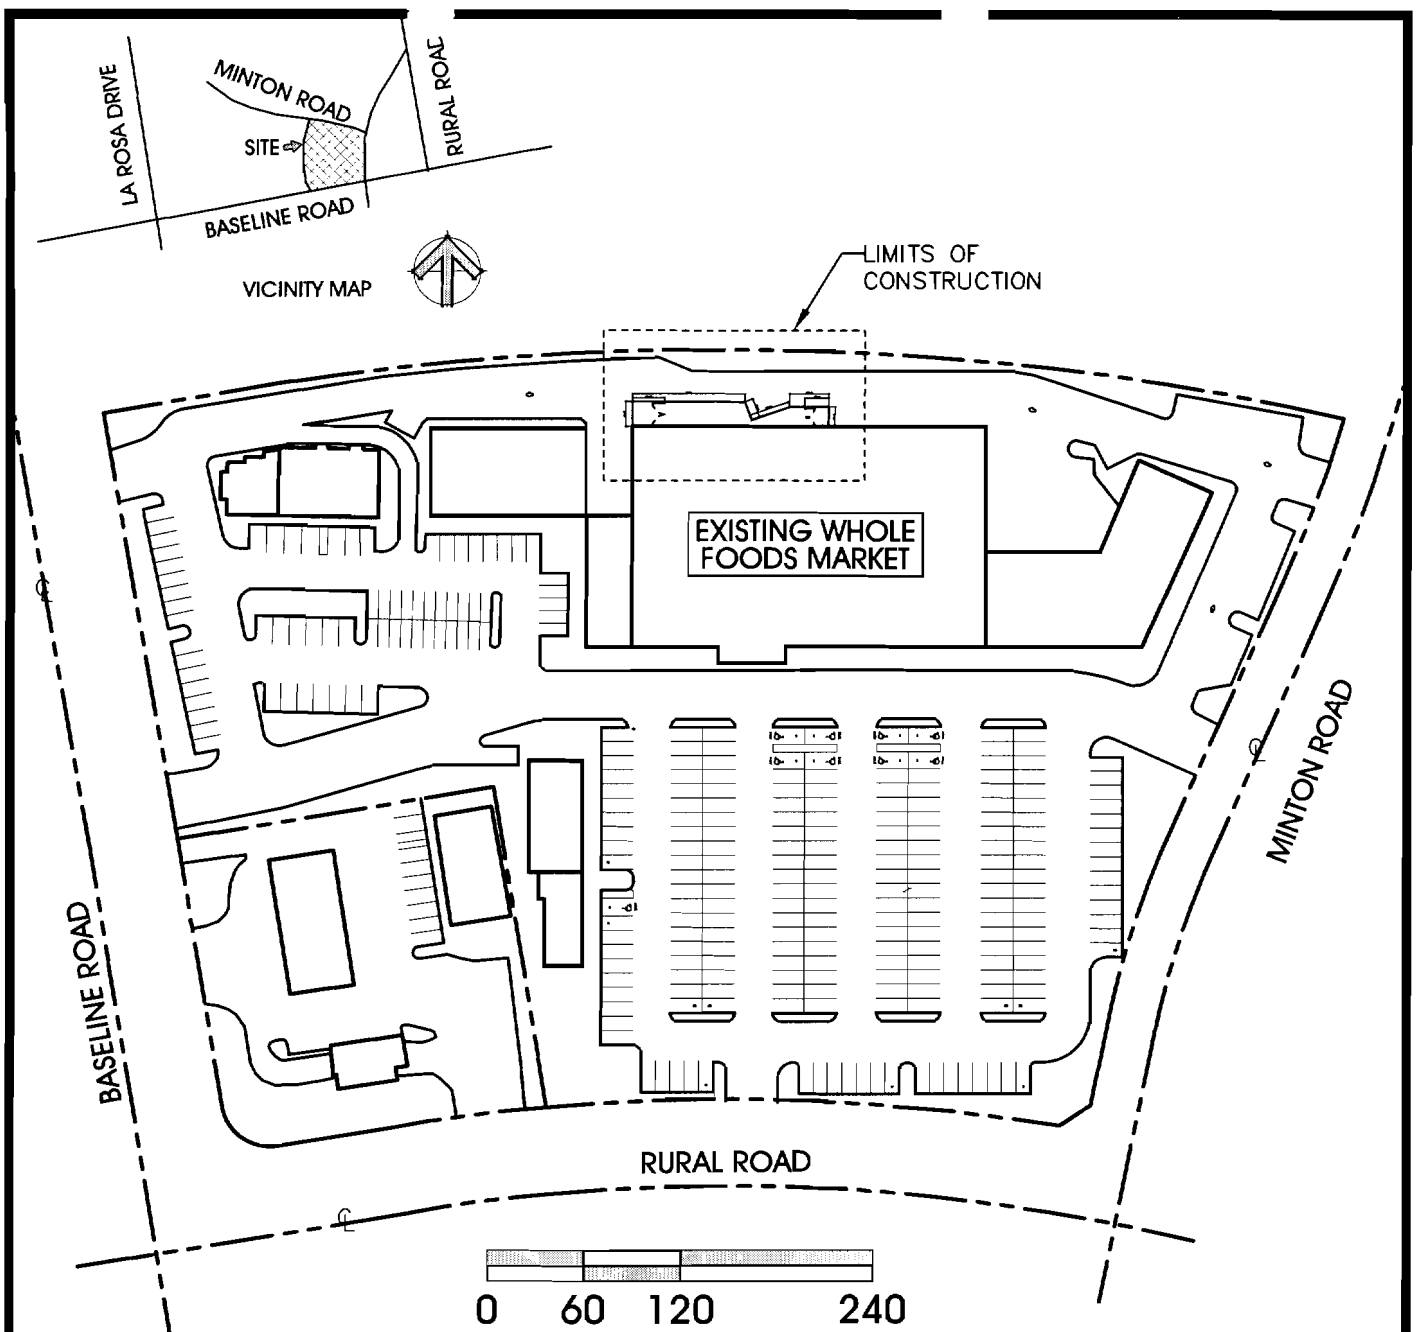 LA ROSA DRIVE
MINTON ROAD
RURAL ROAD
SITE
BASELINE ROAD
VICINITY MAP
LIMITS OF
CONSTRUCTION
EXISTING WHOLE
FOODS MARKET
MINTON ROAD
BASELINE ROAD
RURAL ROAD
0 60 120 240